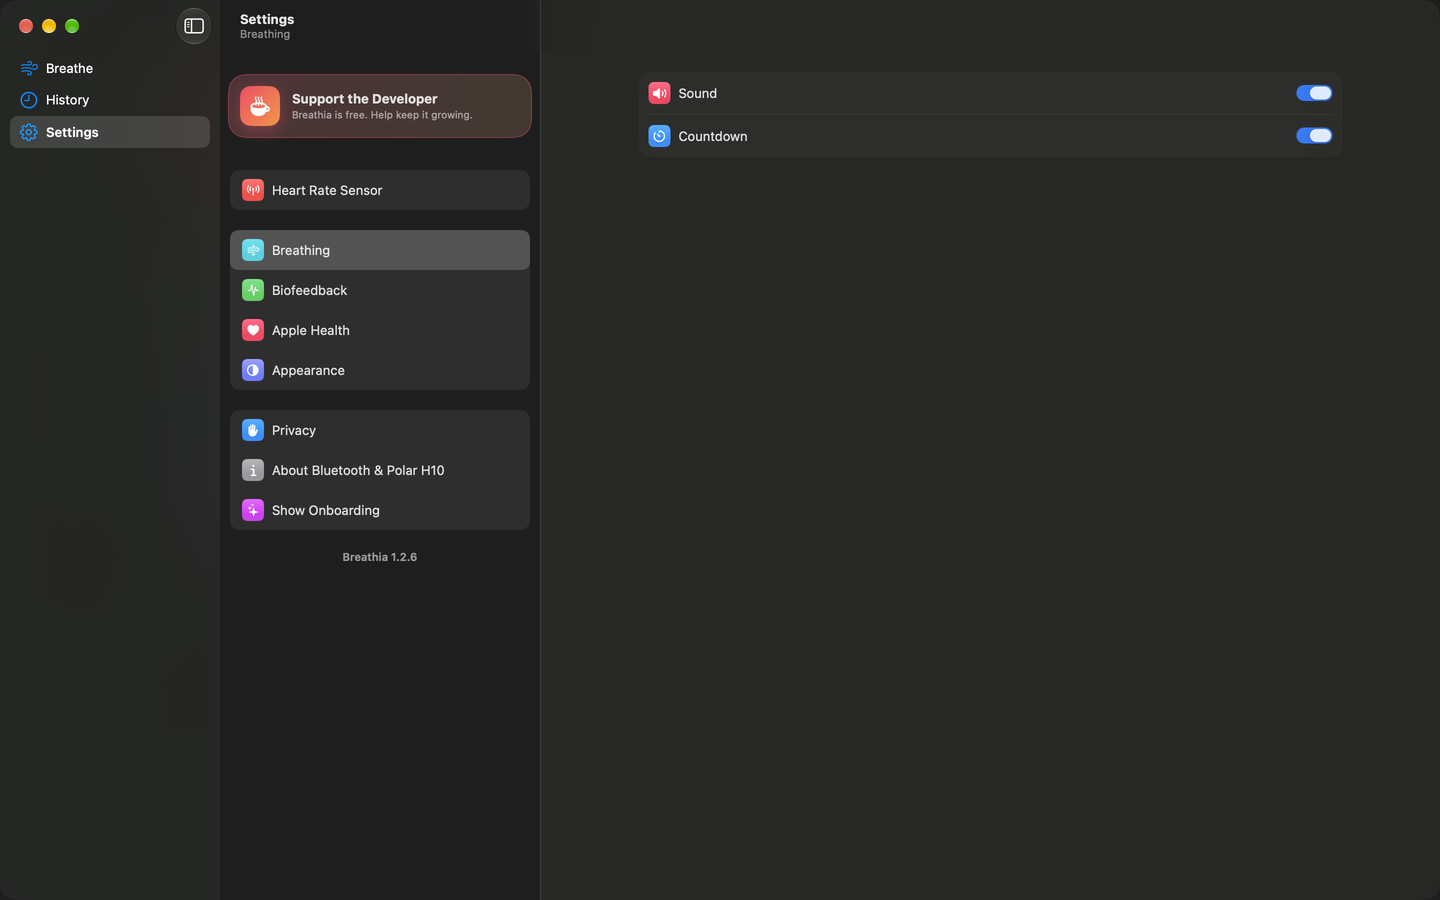 Breathe
History
Settings
Settings
Breathing
Support the Developer
Breathia is free. Help keep it growing.
Heart Rate Sensor
Breathing
Biofeedback
Apple Health
Appearance
Privacy
About Bluetooth & Polar H10
Show Onboarding
Breathia 1.2.6
Sound
Countdown